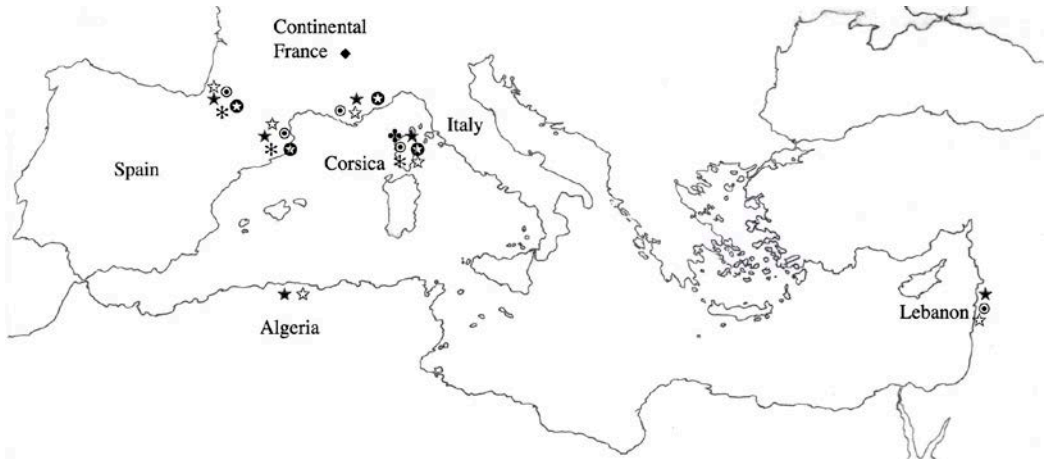 Continental
France
Italy
Spain
Corsica
Algeria
Lebanon